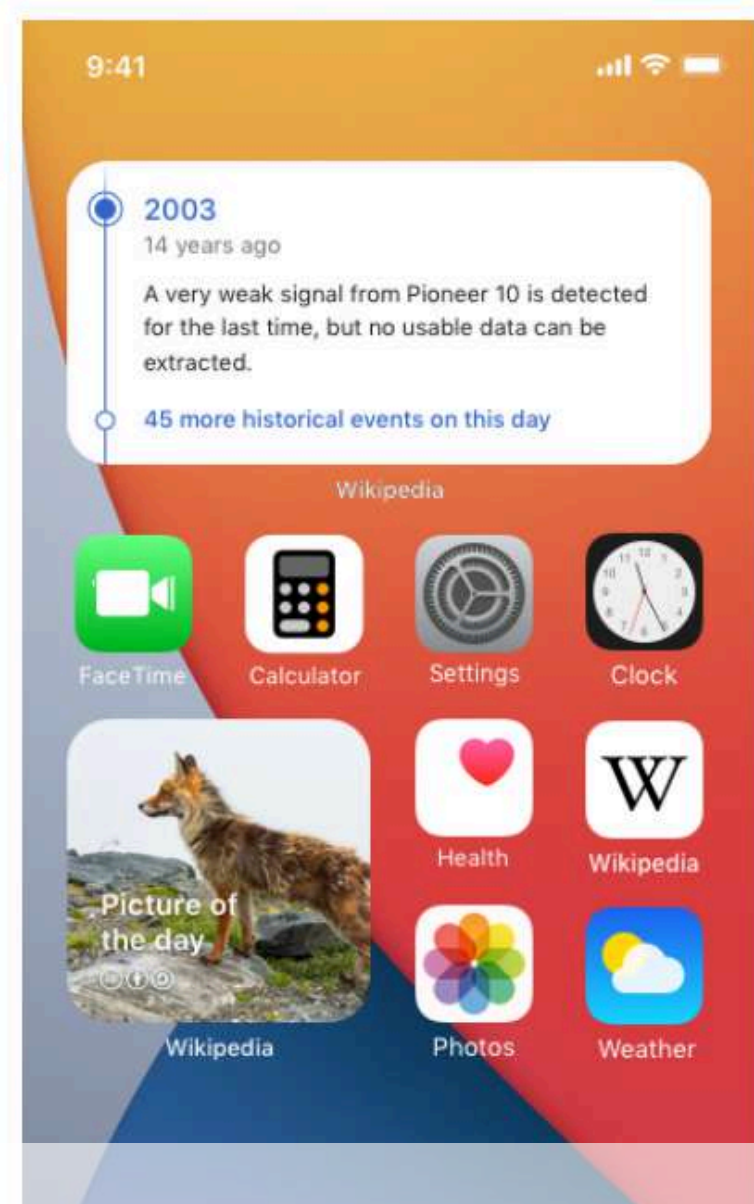 9:41
2003
14 years ago
A very weak signal from Pioneer 10 is detected
for the last time, but no usable data can be
extracted.
45 more historical events on this day
Wikipedia
FaceTime Calculator Settings Clock
Picture of
the day
Wikipedia
Health Wikipedia
Photos Weather
W